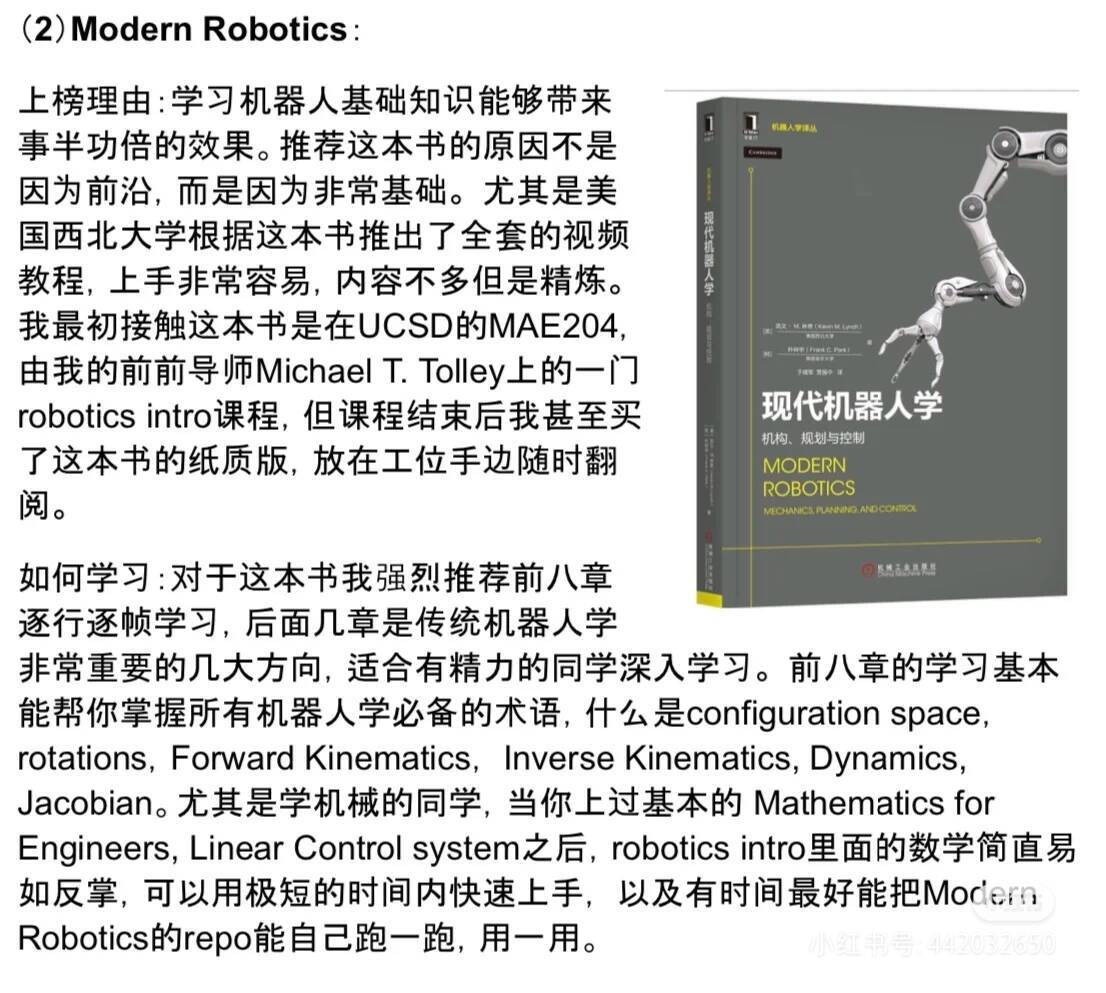 （2）Modern Robotics：
上榜理由：学习机器人基础知识能够带来
事半功倍的效果。推荐这本书的原因不是
因为前沿，而是因为非常基础。尤其是美
国西北大学根据这本书推出了全套的视频
教程，上手非常容易，内容不多但是精炼。
我最初接触这本书是在UCSD的MAE204，
由我的前前导师Michael T. Tolley上的一门
robotics intro课程，但课程结束后我甚至买
了这本书的纸质版，放在工位手边随时翻
阅。
如何学习：对于这本书我强烈推荐前八章
逐行逐帧学习，后面几章是传统机器人学
非常重要的几大方向，适合有精力的同学深入学习。前八章的学习基本
能帮你掌握所有机器人学必备的术语，什么是configuration space,
rotations，Forward Kinematics， Inverse Kinematics, Dynamics,
Jacobian。尤其是学机械的同学，当你上过基本的 Mathematics for
Engineers, Linear Control system之后，robotics intro里面的数学简直易
如反掌，可以用极短的时间内快速上手， 以及有时间最好能把Modern
Robotics的repo能自己跑一跑，用一用。
机器人学译丛
CAMBRIDGE
现代机器人学
凯文·M. 林奇（Kevin M. Lynch）
（Frank C. Park）
现代机器人学
机构、规划与控制
MODERN
ROBOTICS
MECHANICS, PLANNING, AND CONTROL
机械工业出版社
China Machine Press
小红书号: 442032650